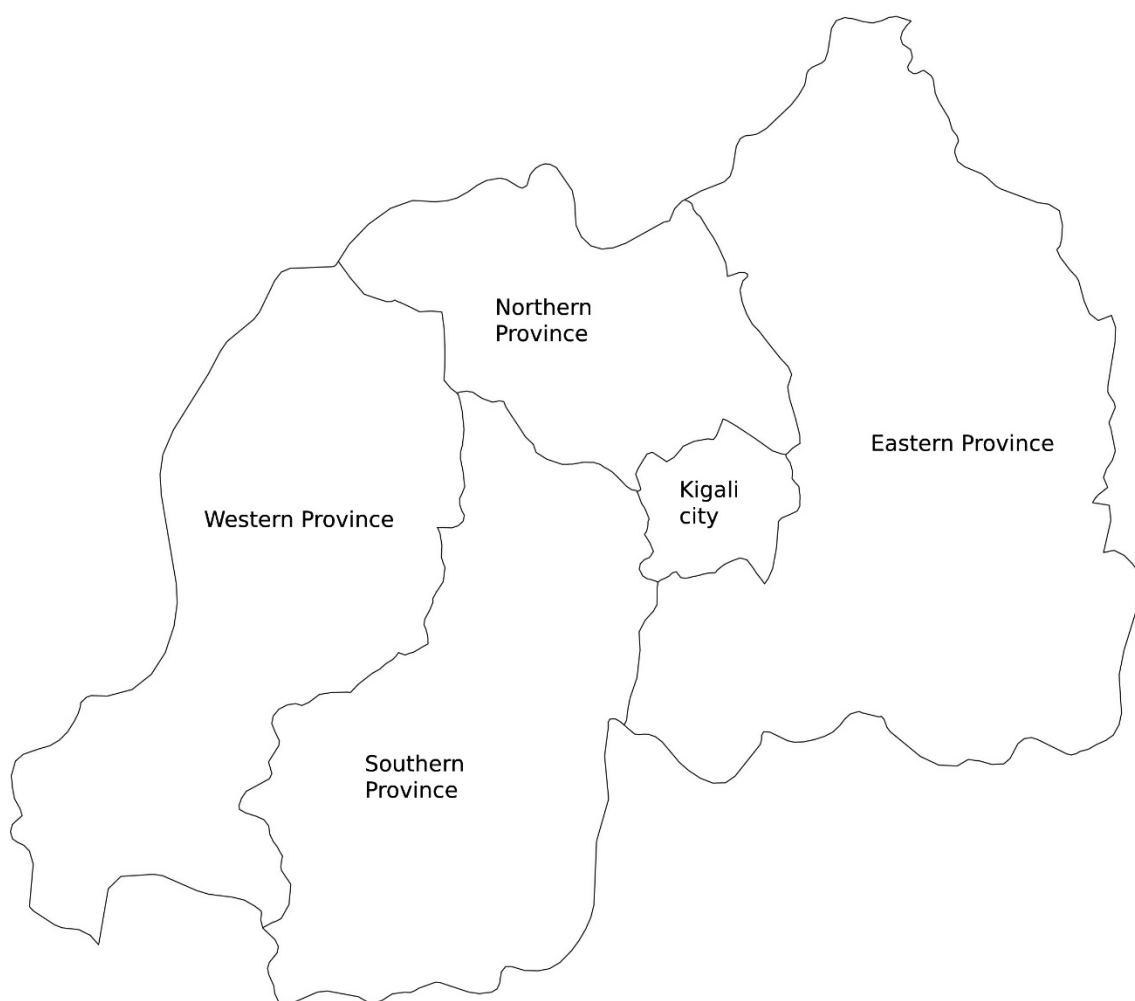 Northern
Province
Eastern Province
Kigali
city
Western Province
Southern
Province